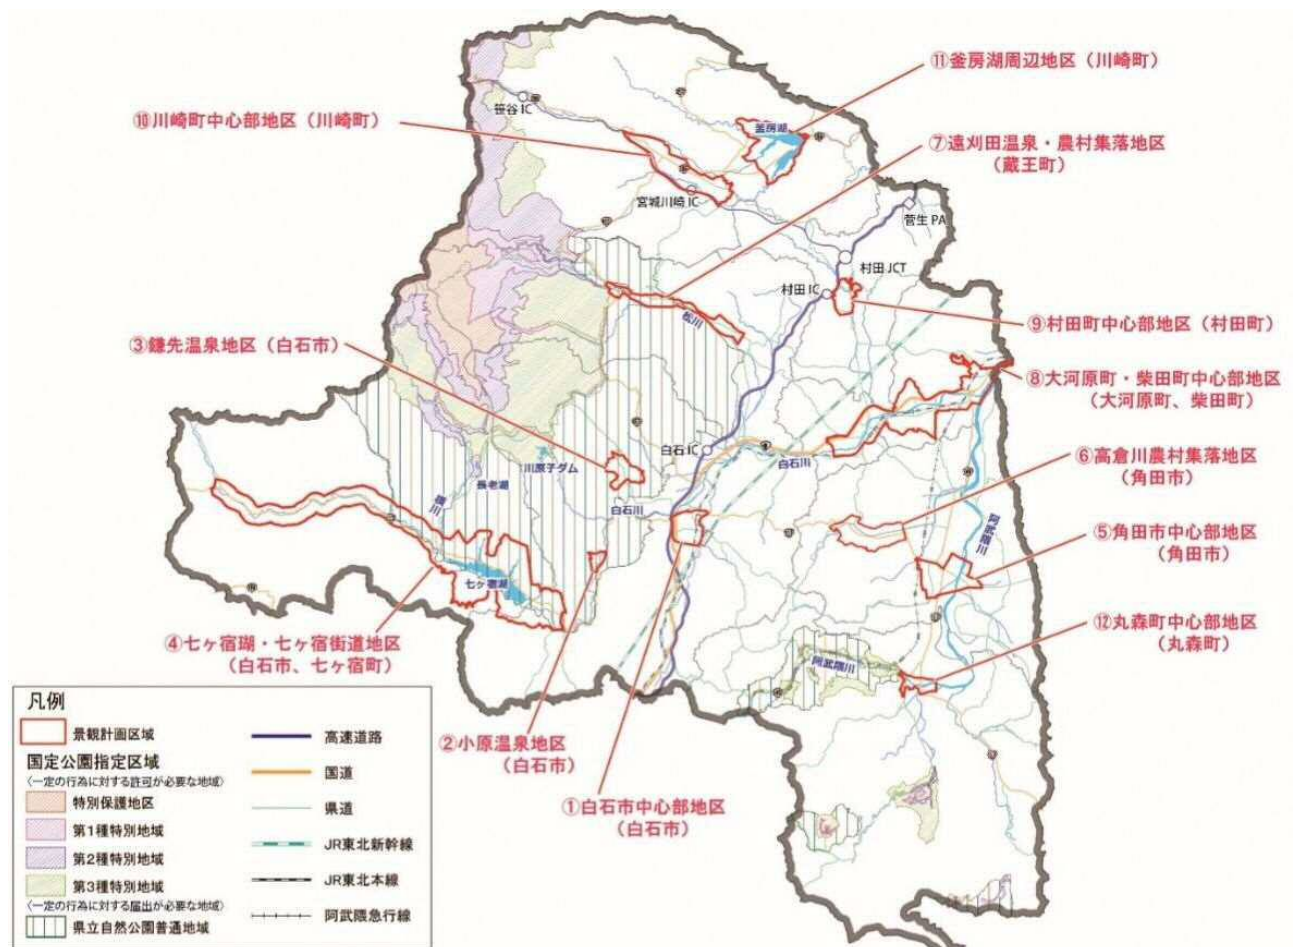 ⑪釜房湖周辺地区（川崎町）
⑩川崎町中心部地区（川崎町）
笹谷IC
釜房湖
⑦遠刈田温泉・農村集落地区
（蔵王町）
宮城川崎IC
菅生PA
村田JCT
村田IC
⑨村田町中心部地区（村田町）
松川
③鎌先温泉地区（白石市）
⑧大河原町・柴田町中心部地区
（大河原町、柴田町）
白石IC
白石川
⑥高倉川農村集落地区
（角田市）
川原子ダム
長老湖
横川
白石川
阿武隈川
⑤角田市中心部地区
（角田市）
七ヶ宿湖
④七ヶ宿瑚・七ヶ宿街道地区
（白石市、七ヶ宿町）
⑫丸森町中心部地区
（丸森町）
阿武隈川
②小原温泉地区
（白石市）
①白石市中心部地区
（白石市）
凡例
景観計画区域
国定公園指定区域
〈一定の行為に対する許可が必要な地域〉
特別保護地区
第1種特別地域
第2種特別地域
第3種特別地域
〈一定の行為に対する届出が必要な地域〉
県立自然公園普通地域
高速道路
国道
県道
JR東北新幹線
JR東北本線
阿武隈急行線